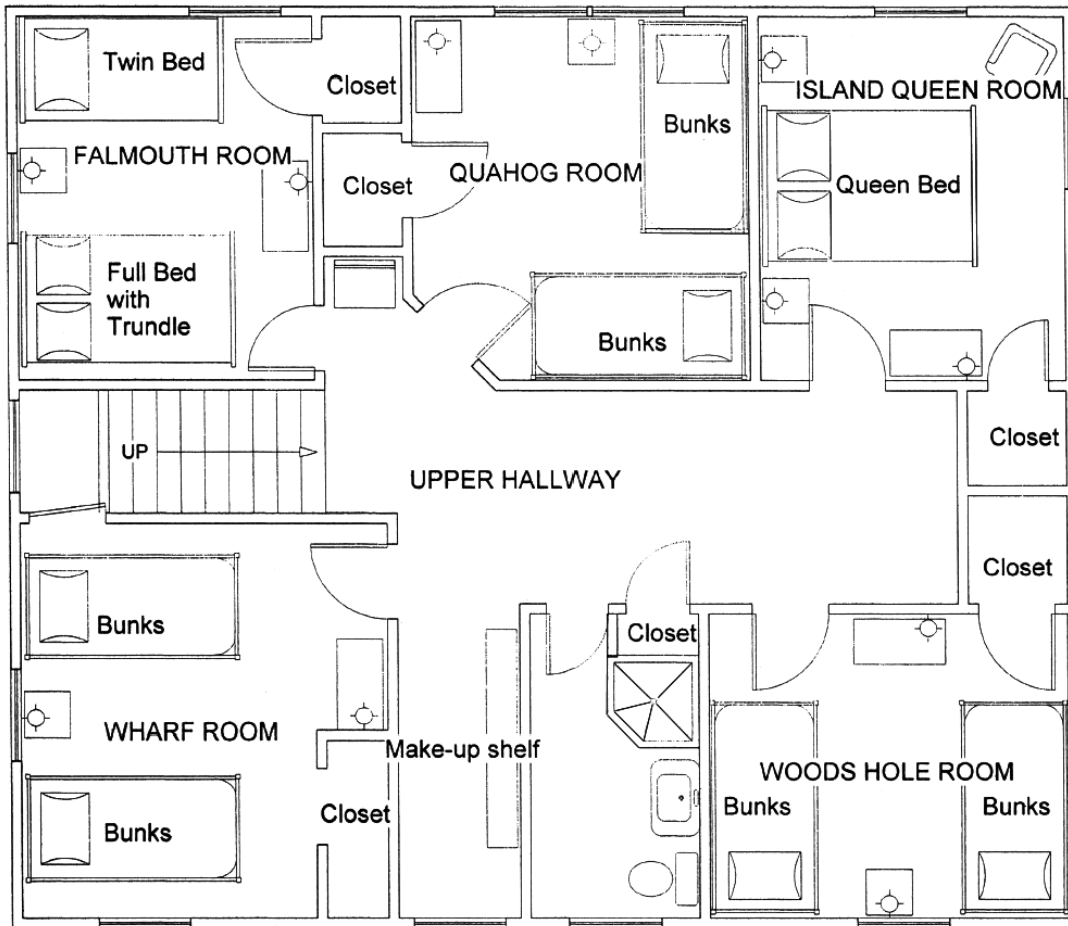 Twin Bed
Closet
Bunks
ISLAND QUEEN ROOM
FALMOUTH ROOM
Closet
QUAHOG ROOM
Queen Bed
Full Bed
with
Trundle
Bunks
Closet
UP
UPPER HALLWAY
Closet
Bunks
Closet
WHARF ROOM
Make-up shelf
WOODS HOLE ROOM
Bunks
Closet
Bunks
Bunks